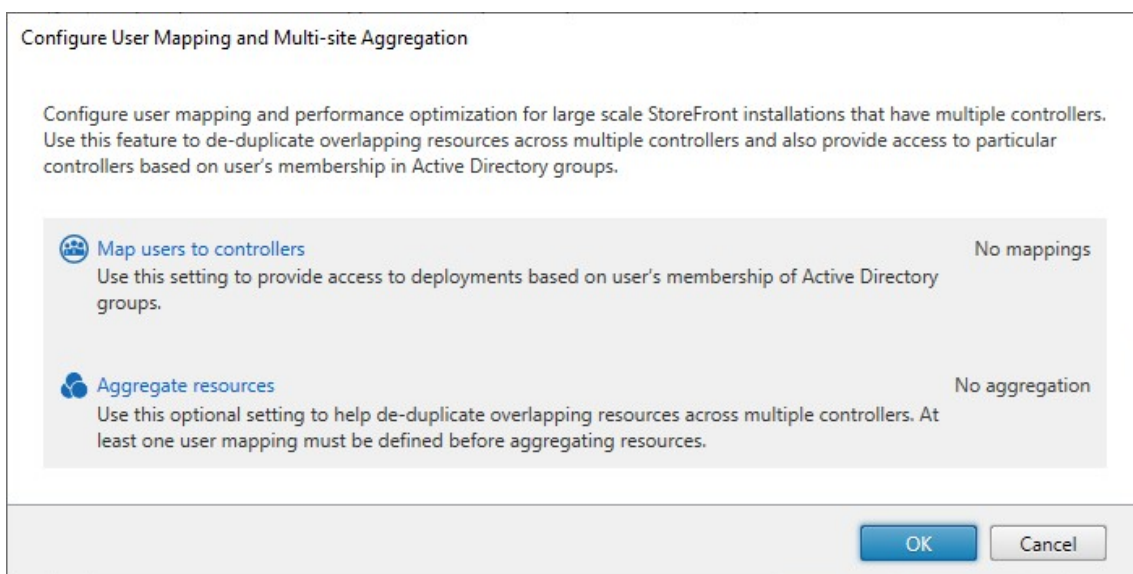 Configure User Mapping and Multi-site Aggregation
Configure user mapping and performance optimization for large scale StoreFront installations that have multiple controllers.
Use this feature to de-duplicate overlapping resources across multiple controllers and also provide access to particular
controllers based on user's membership in Active Directory groups.
Map users to controllers No mappings
Use this setting to provide access to deployments based on user's membership of Active Directory
groups.
Aggregate resources No aggregation
Use this optional setting to help de-duplicate overlapping resources across multiple controllers. At
least one user mapping must be defined before aggregating resources.
OK Cancel